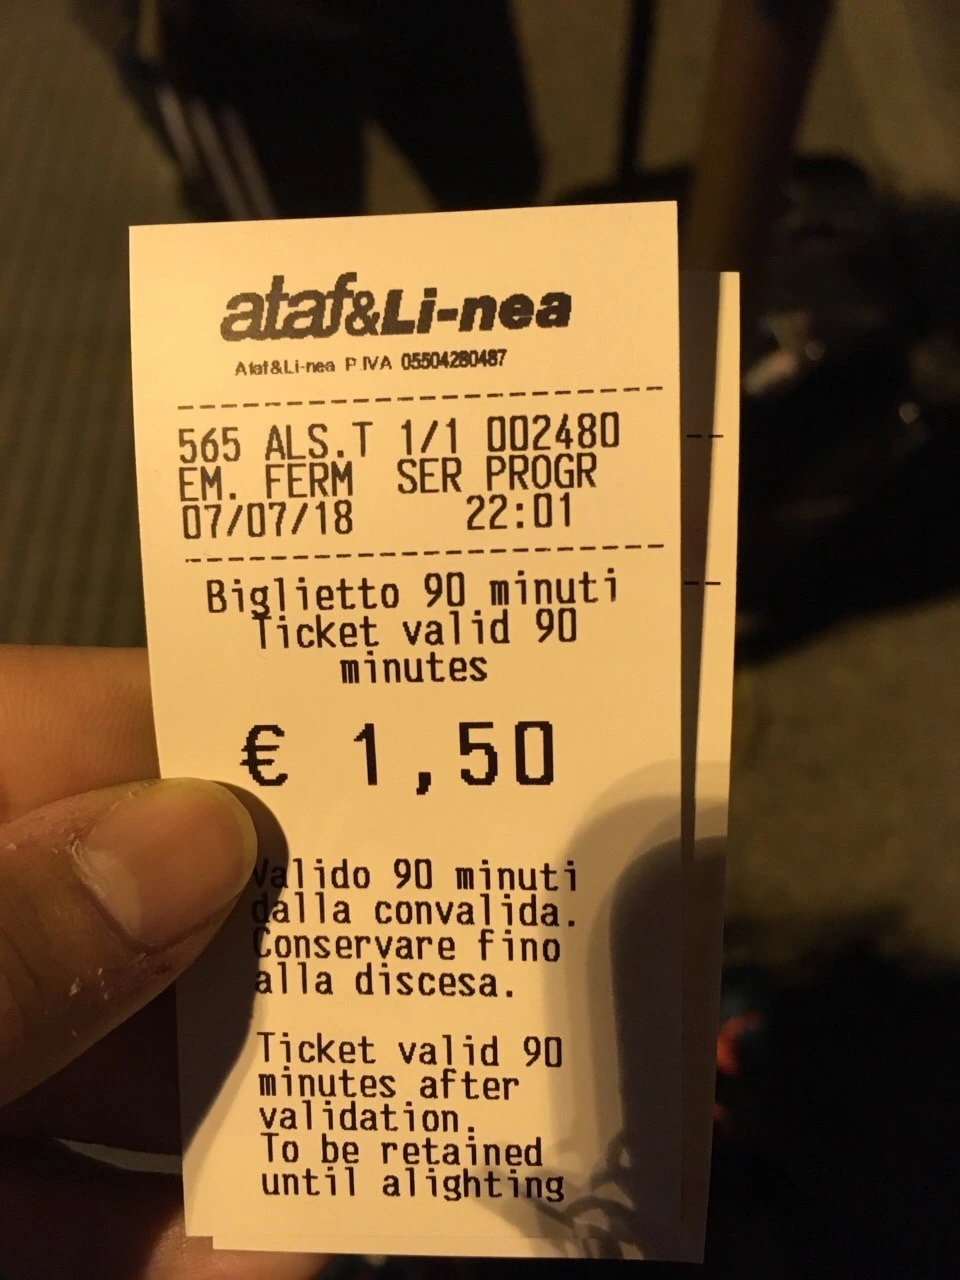 ataf&Li-nea
Ataf&Li-nea P.IVA 05504280487
565 ALS.T 1/1 002480
EM. FERM SER PROGR
07/07/18 22:01
Biglietto 90 minuti
Ticket valid 90
minutes
€ 1,50
Valido 90 minuti
dalla convalida.
Conservare fino
alla discesa.
Ticket valid 90
minutes after
validation.
To be retained
until alighting